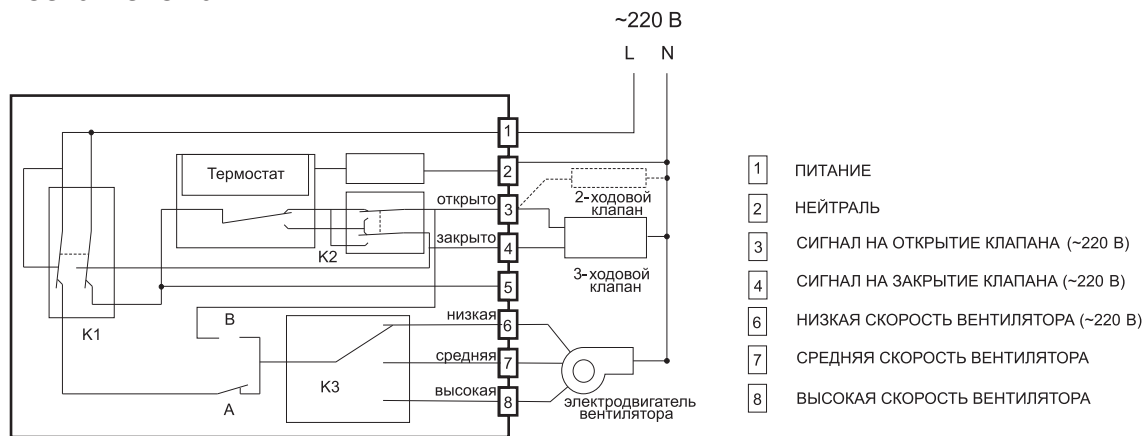 ~220 В
L N
1
Термостат
2
открыто
3
2-ходовой
клапан
закрыто
4
K2
3-ходовой
клапан
5
K1
B
низкая
6
средняя
7
K3
высокая
8
A
электродвигатель
вентилятора
1 ПИТАНИЕ
2 НЕЙТРАЛЬ
3 СИГНАЛ НА ОТКРЫТИЕ КЛАПАНА (~220 В)
4 СИГНАЛ НА ЗАКРЫТИЕ КЛАПАНА (~220 В)
6 НИЗКАЯ СКОРОСТЬ ВЕНТИЛЯТОРА (~220 В)
7 СРЕДНЯЯ СКОРОСТЬ ВЕНТИЛЯТОРА
8 ВЫСОКАЯ СКОРОСТЬ ВЕНТИЛЯТОРА